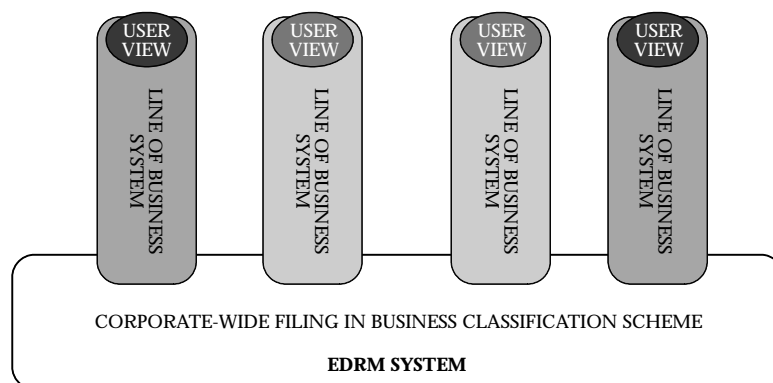 USER
VIEW
USER
VIEW
USER
VIEW
USER
VIEW
LINE OF BUSINESS
SYSTEM
LINE OF BUSINESS
SYSTEM
LINE OF BUSINESS
SYSTEM
LINE OF BUSINESS
SYSTEM
CORPORATE-WIDE FILING IN BUSINESS CLASSIFICATION SCHEME
EDRM SYSTEM